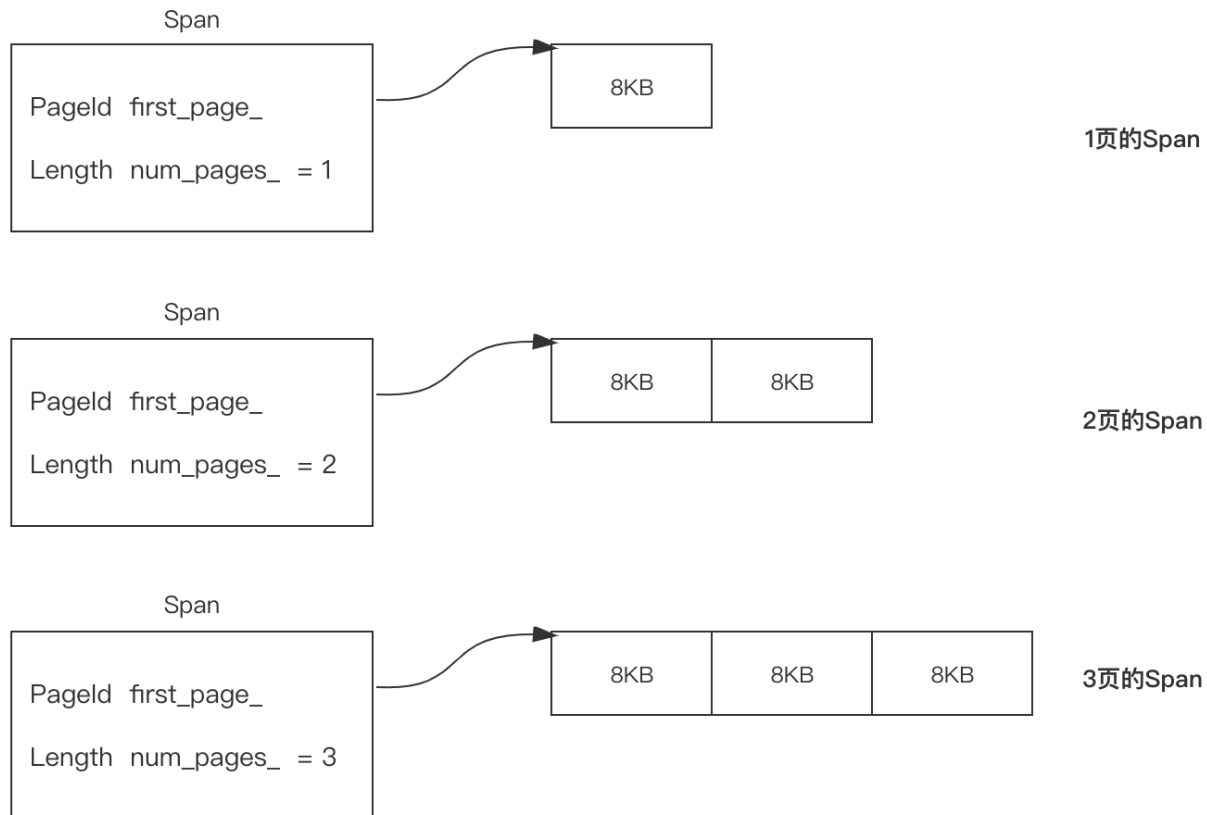 Span
PageId first_page_
Length num_pages_ = 1
8KB
1页的Span
Span
PageId first_page_
Length num_pages_ = 2
8KB 8KB
2页的Span
Span
PageId first_page_
Length num_pages_ = 3
8KB 8KB 8KB
3页的Span